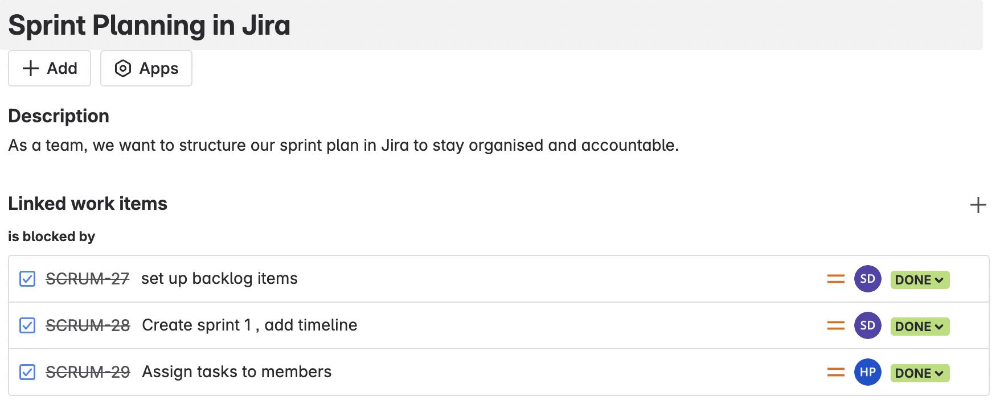 Sprint Planning in Jira
Add
Apps
Description
As a team, we want to structure our sprint plan in Jira to stay organised and accountable.
Linked work items
is blocked by
SCRUM-27 set up backlog items SD DONE
SCRUM-28 Create sprint 1 , add timeline SD DONE
SCRUM-29 Assign tasks to members HP DONE